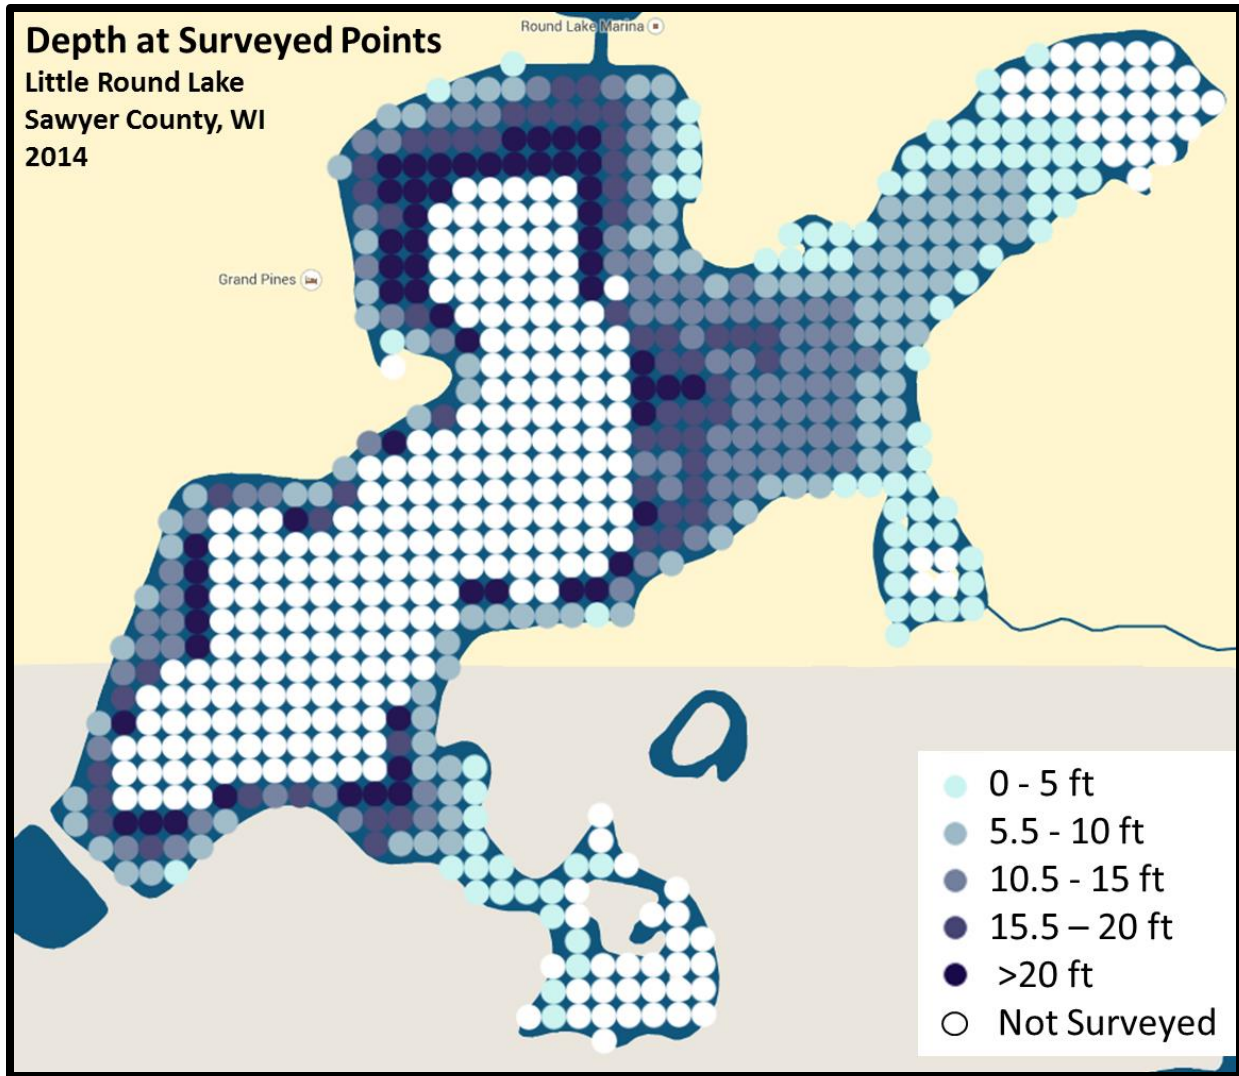 Depth at Surveyed Points
Little Round Lake
Sawyer County, WI
2014
Round Lake Marina
Grand Pines
0 - 5 ft
5.5 - 10 ft
10.5 - 15 ft
15.5 – 20 ft
>20 ft
Not Surveyed